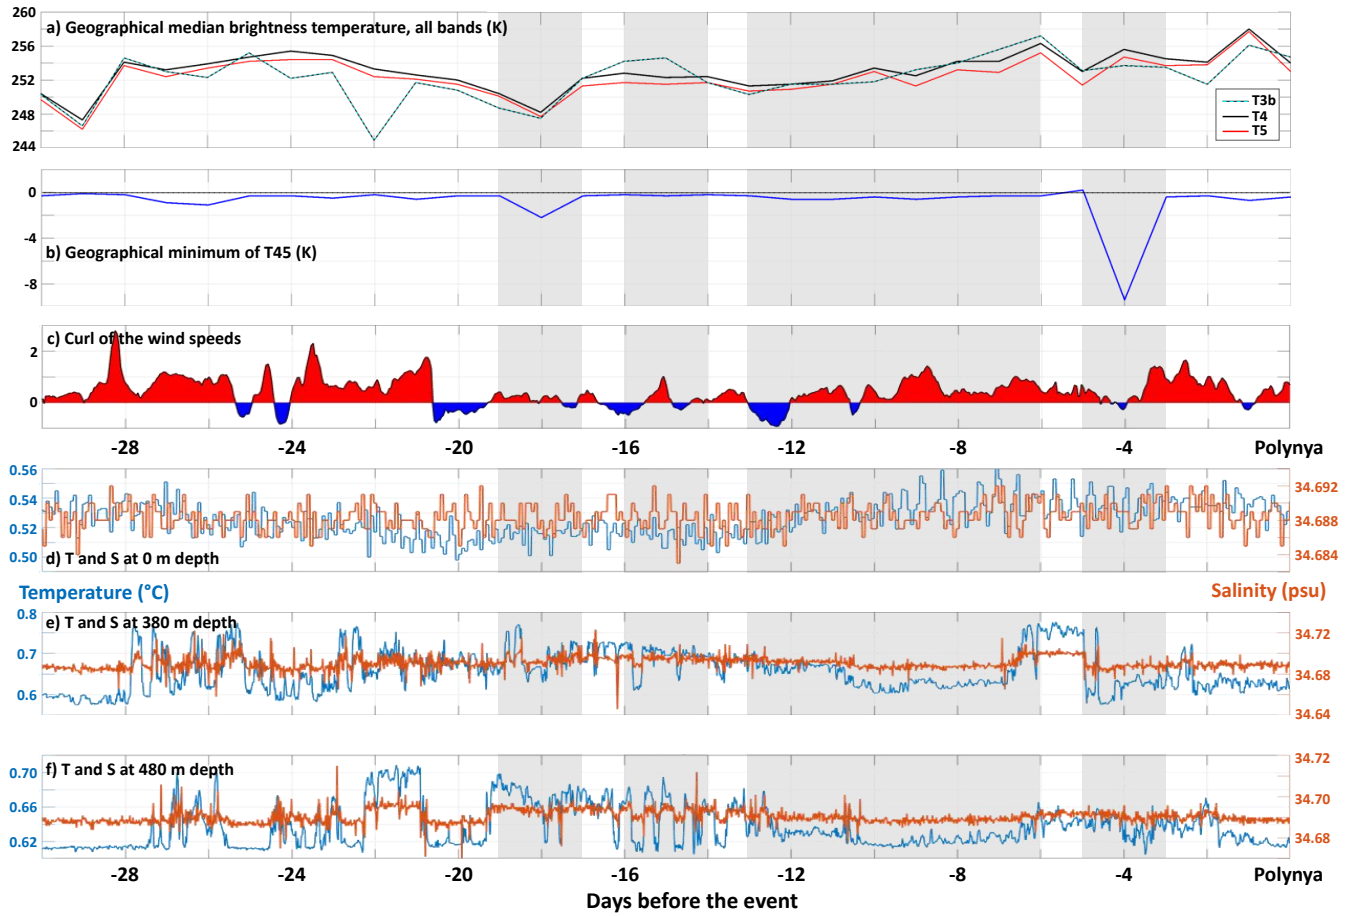 a) Geographical median brightness temperature, all bands (K)
260
256
252
248
244
T3b
T4
T5
b) Geographical minimum of T45 (K)
0
-4
-8
c) Curl of the wind speeds
2
0
-28 -24 -20 -16 -12 -8 -4 Polynya
0.56
0.54
0.52
0.50
34.692
34.688
34.684
d) T and S at 0 m depth
Temperature (°C) Salinity (psu)
e) T and S at 380 m depth
0.8
0.7
0.6
34.72
34.68
34.64
f) T and S at 480 m depth
0.70
0.66
0.62
34.72
34.70
34.68
-28 -24 -20 -16 -12 -8 -4 Polynya
Days before the event